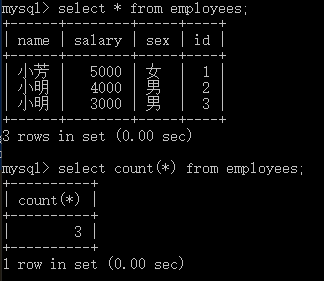 mysql> select * from employees;
+------+--------+-----+----+
| name | salary | sex | id |
+------+--------+-----+----+
| 小芳 | 5000 | 女 | 1 |
| 小明 | 4000 | 男 | 2 |
| 小明 | 3000 | 男 | 3 |
+------+--------+-----+----+
3 rows in set (0.00 sec)
mysql> select count(*) from employees;
+----------+
| count(*) |
+----------+
| 3 |
+----------+
1 row in set (0.00 sec)